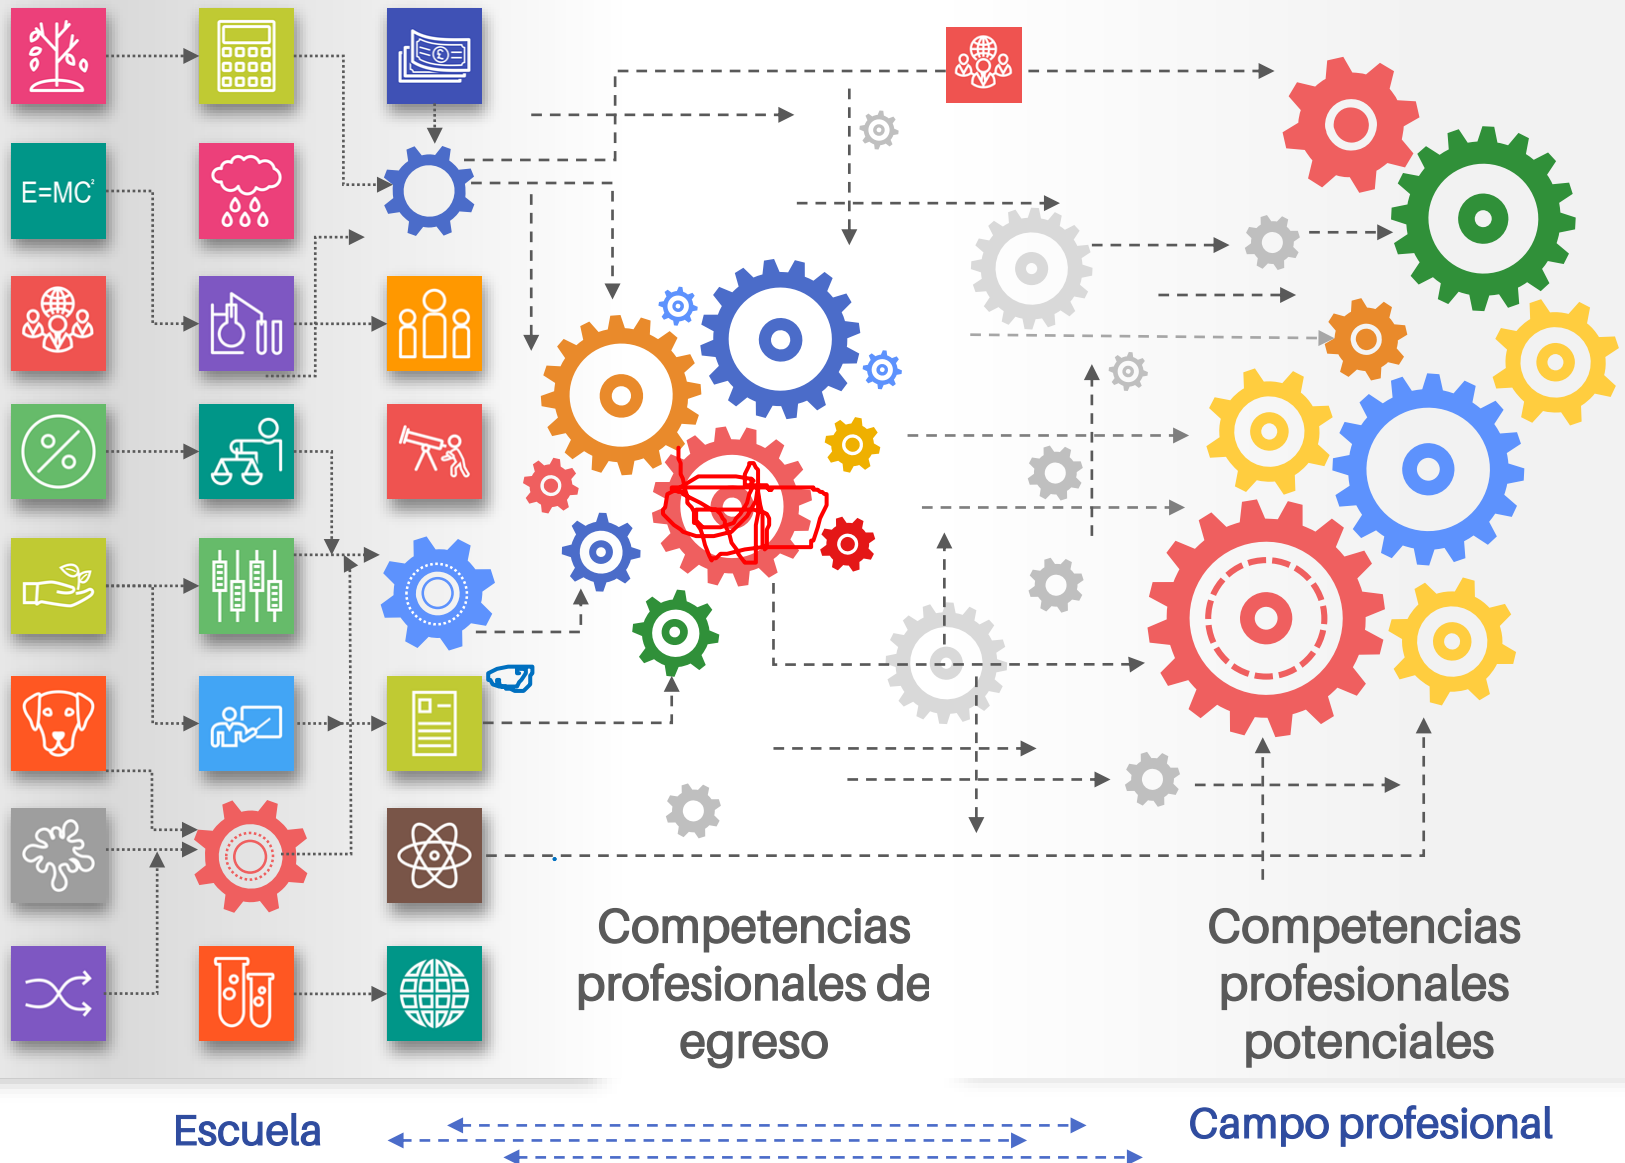 E=MC²
Competencias
profesionales de
egreso
Competencias
profesionales
potenciales
Escuela
Campo profesional